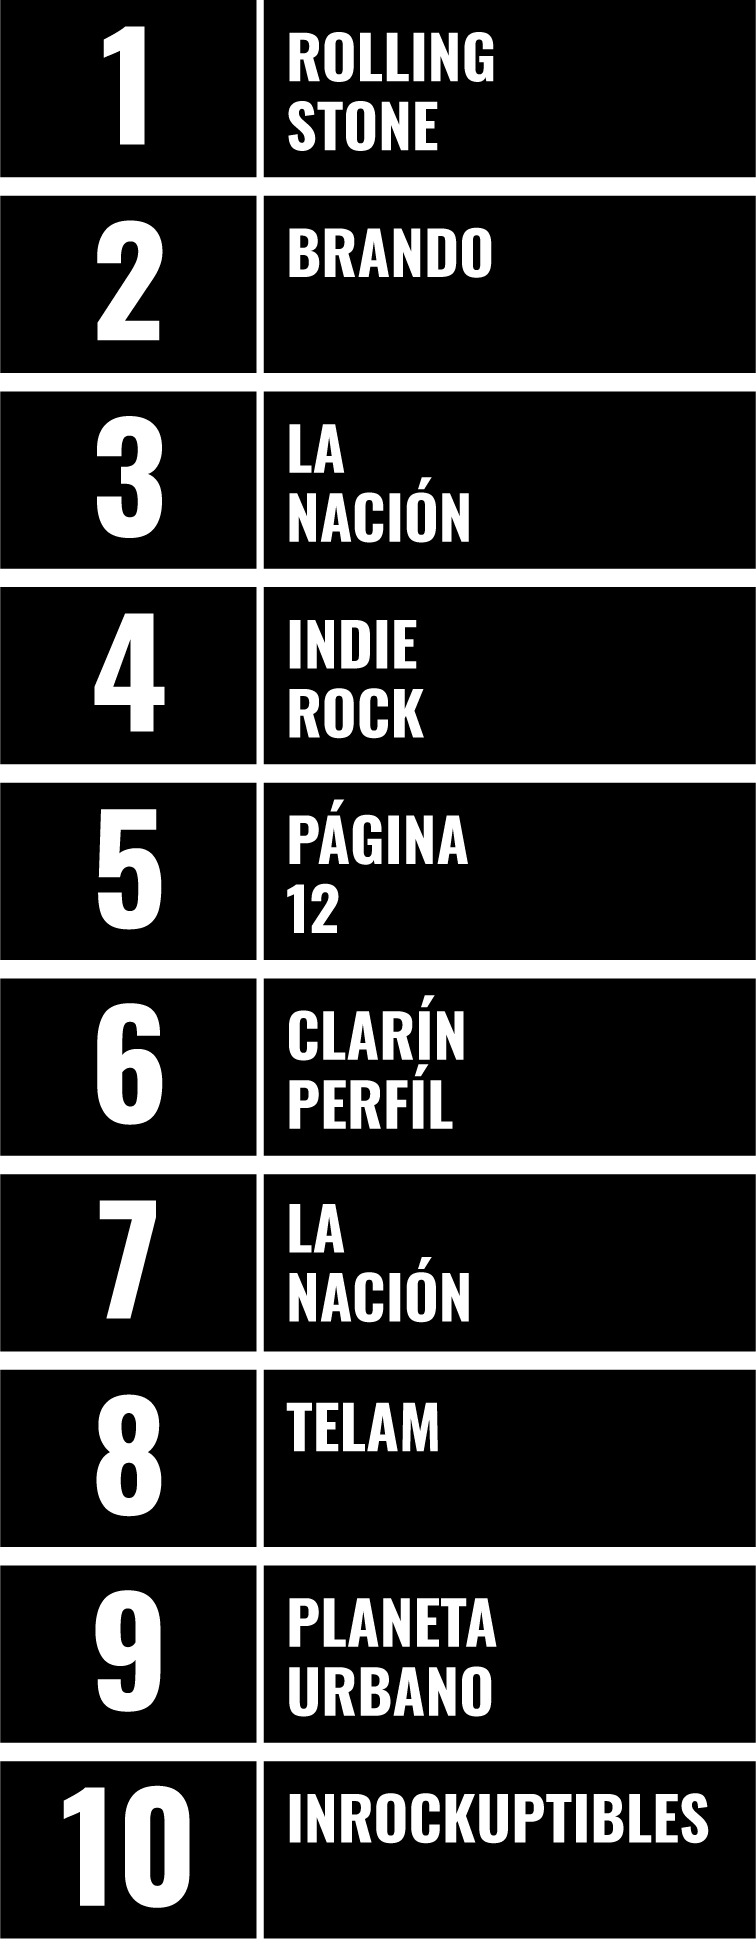 1
ROLLING
STONE
2
BRANDO
3
LA
NACIÓN
4
INDIE
ROCK
5
PÁGINA
12
6
CLARÍN
PERFÍL
7
LA
NACIÓN
8
TELAM
9
PLANETA
URBANO
10
INROCKUPTIBLES